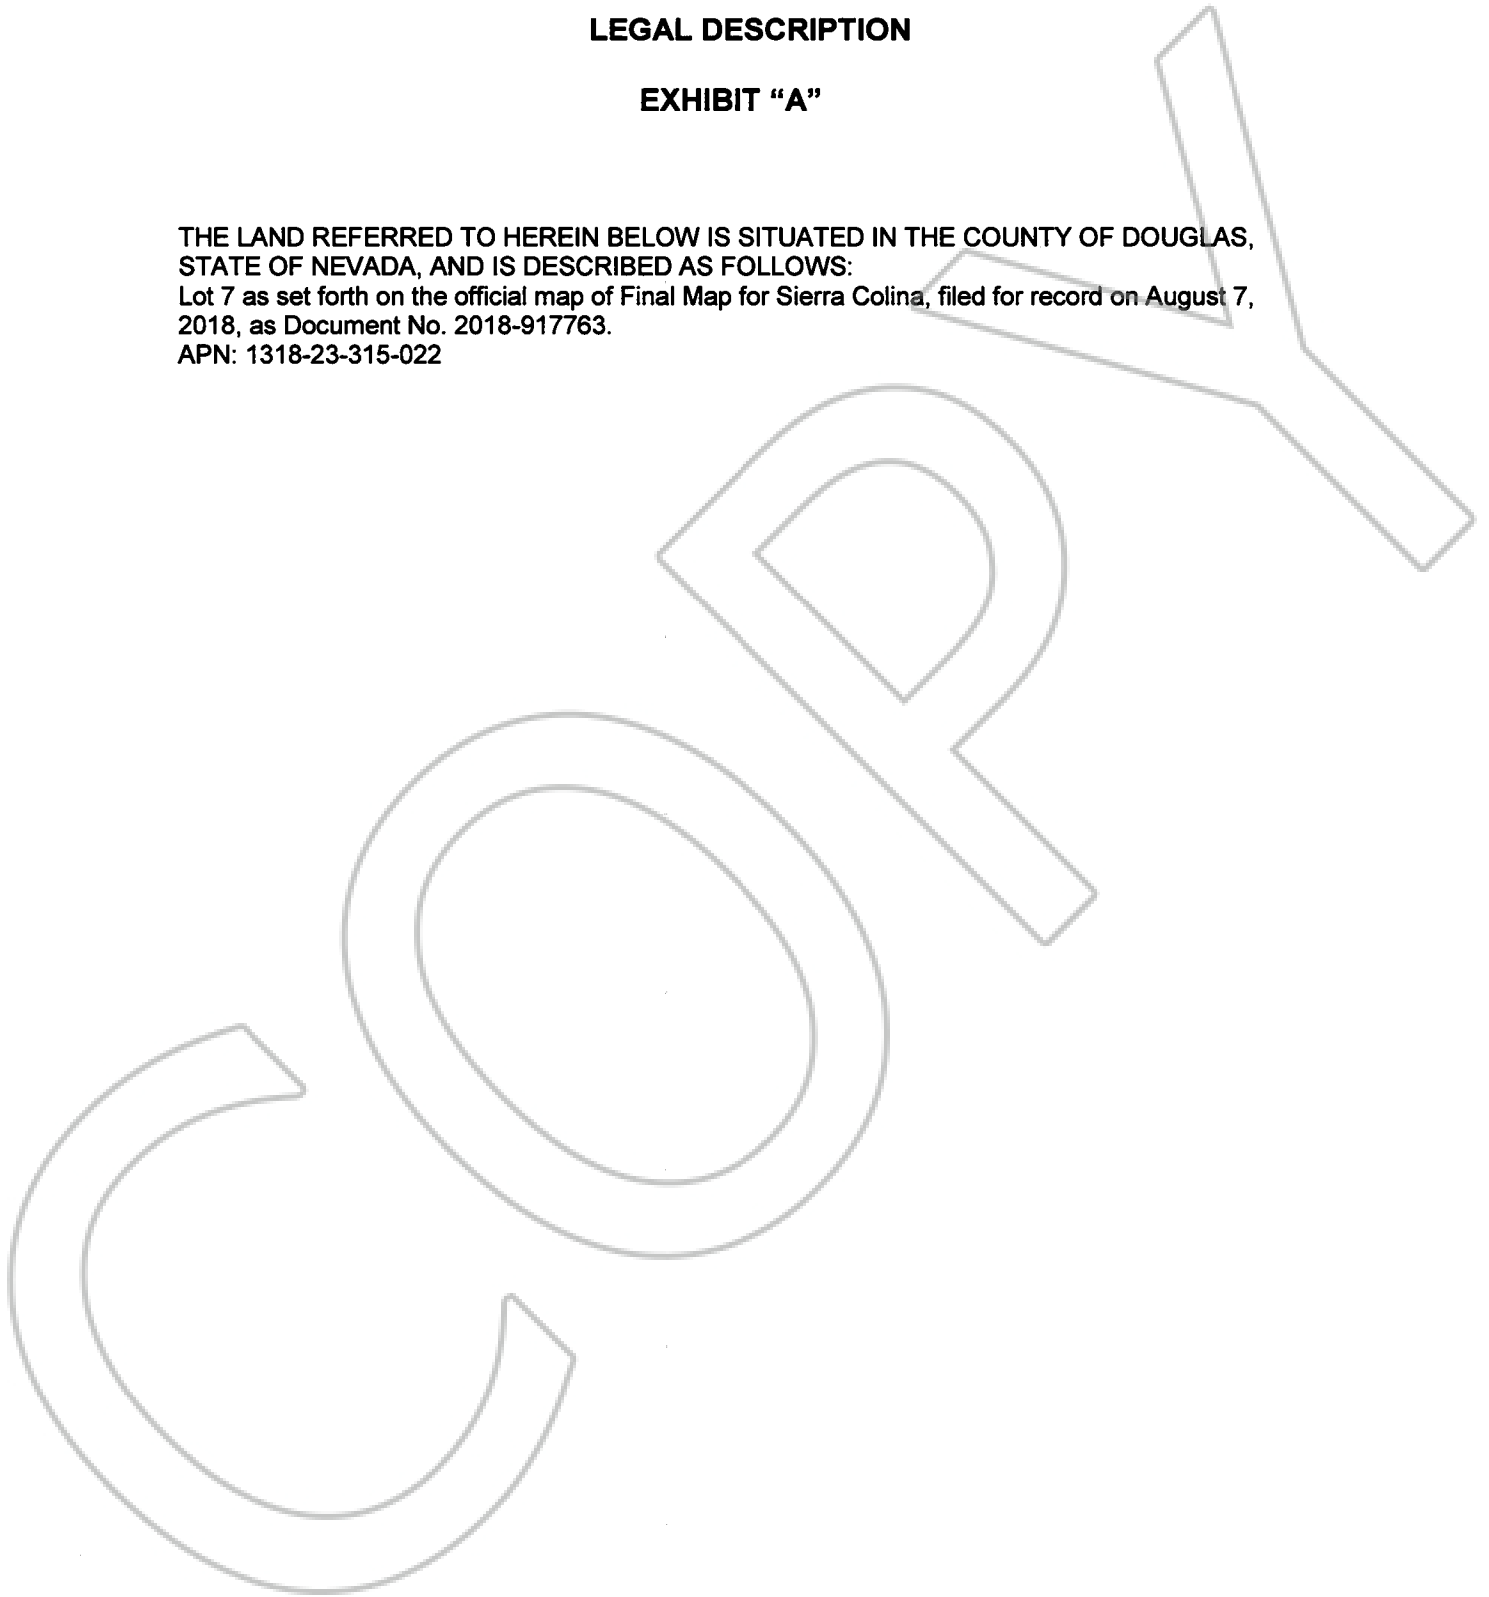 LEGAL DESCRIPTION
EXHIBIT “A”
THE LAND REFERRED TO HEREIN BELOW IS SITUATED IN THE COUNTY OF DOUGLAS,
STATE OF NEVADA, AND IS DESCRIBED AS FOLLOWS:
Lot 7 as set forth on the official map of Final Map for Sierra Colina, filed for record on August 7,
2018, as Document No. 2018-917763.
APN: 1318-23-315-022
COPY